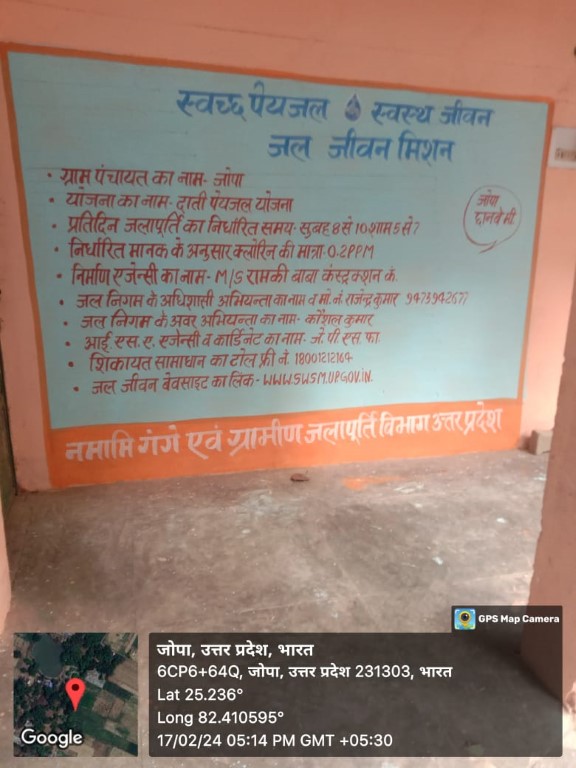 स्वच्छ पेयजल स्वस्थ जीवन
जल जीवन मिशन
• ग्राम पंचायत का नाम- जोपा
• योजना का नाम- दाती पेयजल योजना
• प्रतिदिन जलापूर्ति का निर्धारित समय- सुबह 8 से 10 शाम 5 से 7
• निर्धारित मानक के अनुसार क्लोरिन की मात्रा- 0.2PPM
• निर्माण एजेन्सी का नाम- M/S रामकी बाबा कंस्ट्रक्शन कं.
• जल निगम के अधिशाली अभियन्ता का नाम व मो.नं. राजेन्द्र कुमार 9473942677
• जल निगम के अवर अभियन्ता का नाम- कौशल कुमार
• आई.एस.ए. एजेन्सी व कार्डिनेट का नाम- जे. पी. एस. फा.
• शिकायत सामाधान का टोल फ्री नं. 18001212164
• जल जीवन वेवसाइट का लिंक- WWW.SWSM.UP.GOV.IN.
जोपा
नमामि गंगे एवं ग्रामीण जलापूर्ति विभाग उत्तर प्रदेश
GPS Map Camera
जोपा, उत्तर प्रदेश, भारत
6CP6+64Q, जोपा, उत्तर प्रदेश 231303, भारत
Lat 25.236°
Long 82.410595°
17/02/24 05:14 PM GMT +05:30
Google